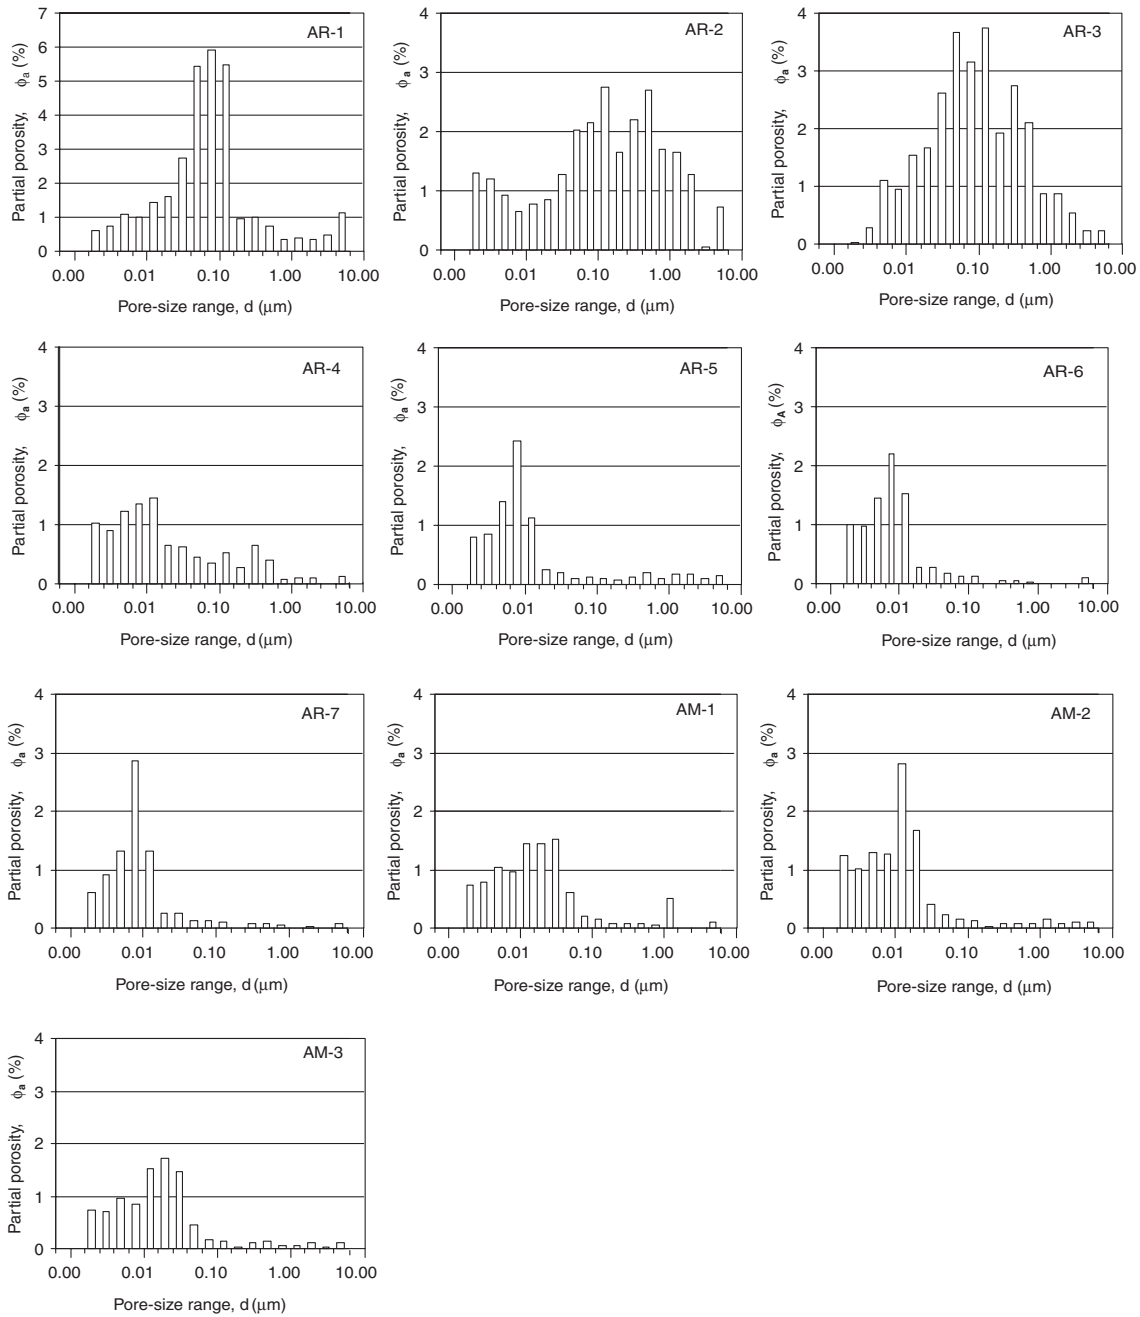 AR-1
7
6
5
4
3
2
1
0
Partial porosity, ϕa (%)
0.00 0.01 0.10 1.00 10.00
Pore-size range, d (μm)
AR-2
4
3
2
1
0
Partial porosity, ϕa (%)
0.00 0.01 0.10 1.00 10.00
Pore-size range, d (μm)
AR-3
4
3
2
1
0
Partial porosity, ϕa (%)
0.00 0.01 0.10 1.00 10.00
Pore-size range, d (μm)
AR-4
4
3
2
1
0
Partial porosity, ϕa (%)
0.00 0.01 0.10 1.00 10.00
Pore-size range, d (μm)
AR-5
4
3
2
1
0
Partial porosity, ϕa (%)
0.00 0.01 0.10 1.00 10.00
Pore-size range, d (μm)
AR-6
4
3
2
1
0
Partial porosity, ϕA (%)
0.00 0.01 0.10 1.00 10.00
Pore-size range, d (μm)
AR-7
4
3
2
1
0
Partial porosity, ϕa (%)
0.00 0.01 0.10 1.00 10.00
Pore-size range, d (μm)
AM-1
4
3
2
1
0
Partial porosity, ϕa (%)
0.00 0.01 0.10 1.00 10.00
Pore-size range, d (μm)
AM-2
4
3
2
1
0
Partial porosity, ϕa (%)
0.00 0.01 0.10 1.00 10.00
Pore-size range, d (μm)
AM-3
4
3
2
1
0
Partial porosity, ϕa (%)
0.00 0.01 0.10 1.00 10.00
Pore-size range, d (μm)